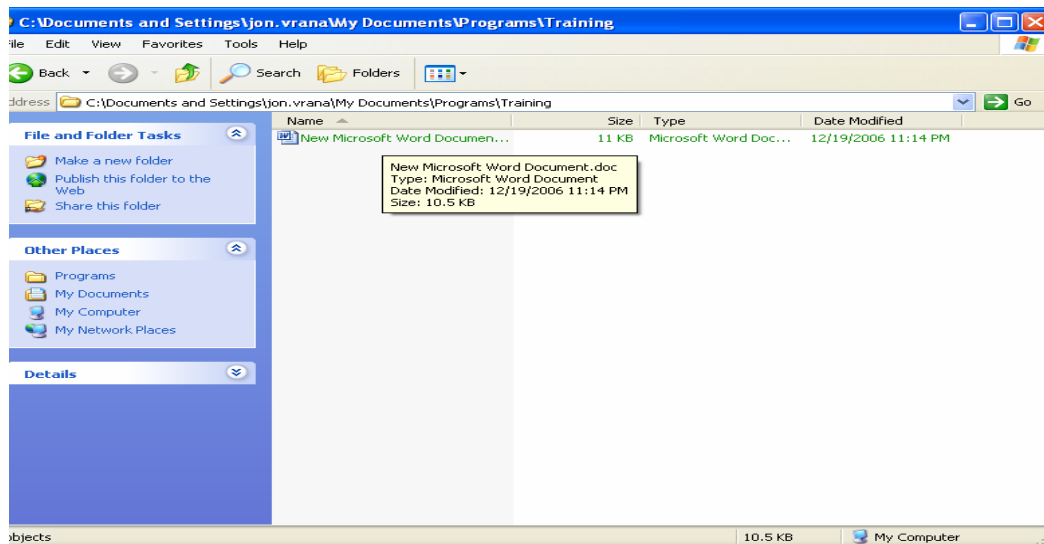 C:\Documents and Settings\jon.vrana\My Documents\Programs\Training
ile Edit View Favorites Tools Help
Back Search Folders
ddress C:\Documents and Settings\jon.vrana\My Documents\Programs\Training Go
Name Size Type Date Modified
New Microsoft Word Documen... 11 KB Microsoft Word Doc... 12/19/2006 11:14 PM
New Microsoft Word Document.doc
Type: Microsoft Word Document
Date Modified: 12/19/2006 11:14 PM
Size: 10.5 KB
File and Folder Tasks
Make a new folder
Publish this folder to the
Web
Share this folder
Other Places
Programs
My Documents
My Computer
My Network Places
Details
objects 10.5 KB My Computer